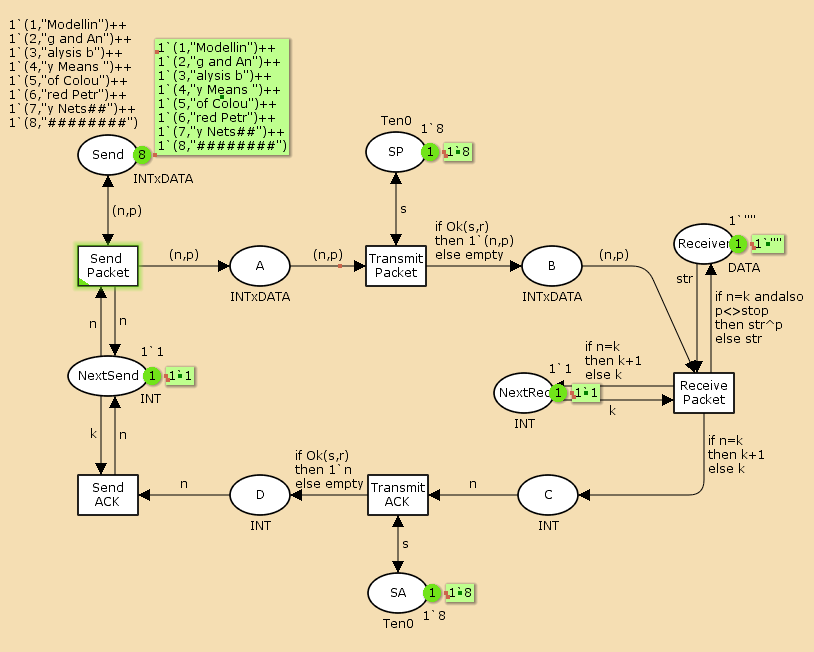 1`(1,"Modellin")++
1`(2,"g and An")++
1`(3,"alysis b")++
1`(4,"y Means ")++
1`(5,"of Colou")++
1`(6,"red Petr")++
1`(7,"y Nets##")++
1`(8,"########")
1`(1,"Modellin")++
1`(2,"g and An")++
1`(3,"alysis b")++
1`(4,"y Means ")++
1`(5,"of Colou")++
1`(6,"red Petr")++
1`(7,"y Nets##")++
1`(8,"########")
Send
8
INTxDATA
Ten0
1`8
SP
1
1`8
(n,p)
s
Send
Packet
(n,p)
A
INTxDATA
(n,p)
Transmit
Packet
if Ok(s,r)
then 1`(n,p)
else empty
B
INTxDATA
(n,p)
1`""
Receiver
1
1`""
DATA
str
if n=k andalso
p<>stop
then str^p
else str
n
n
1`1
NextSend
1
1`1
INT
if n=k
then k+1
else k
1`1
NextRec
1
1`1
INT
k
Receive
Packet
k
n
if n=k
then k+1
else k
Send
ACK
n
D
INT
if Ok(s,r)
then 1`n
else empty
Transmit
ACK
n
C
INT
s
SA
1
1`8
1`8
Ten0